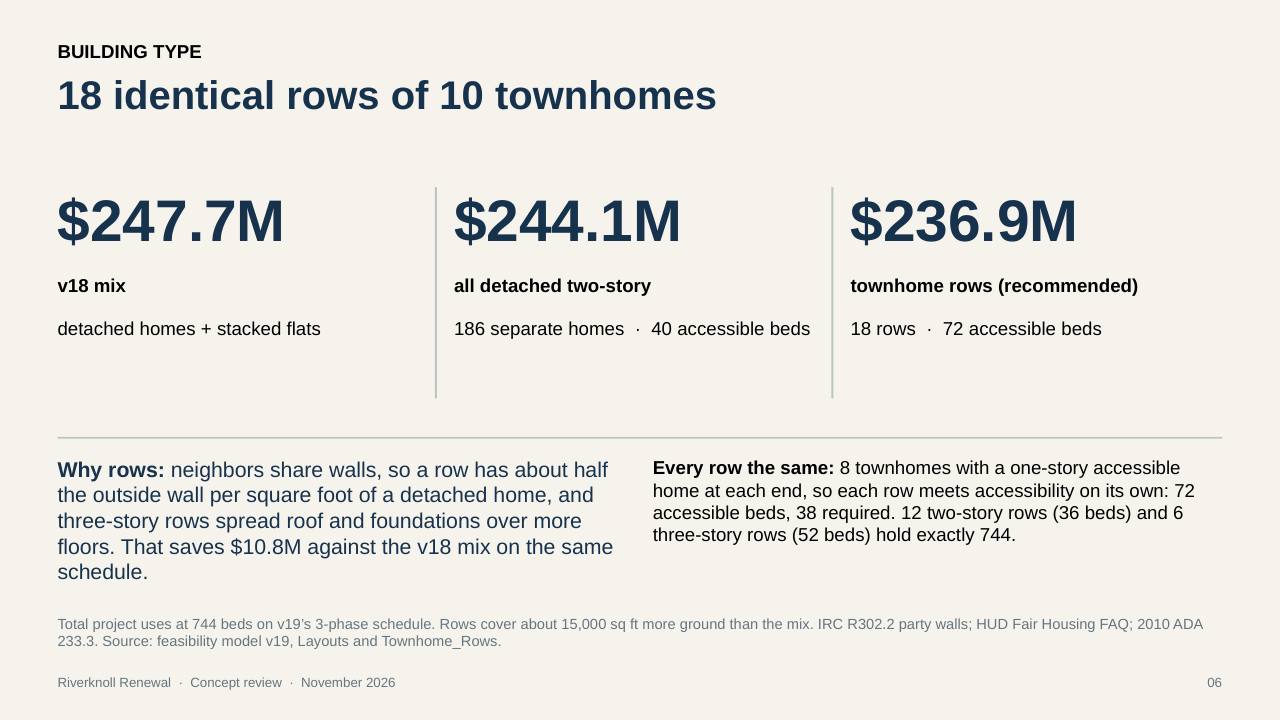 BUILDING TYPE
18 identical rows of 10 townhomes
$247.7M
v18 mix
detached homes + stacked flats
$244.1M
all detached two-story
186 separate homes · 40 accessible beds
$236.9M
townhome rows (recommended)
18 rows · 72 accessible beds
Why rows: neighbors share walls, so a row has about half
the outside wall per square foot of a detached home, and
three-story rows spread roof and foundations over more
floors. That saves $10.8M against the v18 mix on the same
schedule.
Every row the same: 8 townhomes with a one-story accessible
home at each end, so each row meets accessibility on its own: 72
accessible beds, 38 required. 12 two-story rows (36 beds) and 6
three-story rows (52 beds) hold exactly 744.
Total project uses at 744 beds on v19’s 3-phase schedule. Rows cover about 15,000 sq ft more ground than the mix. IRC R302.2 party walls; HUD Fair Housing FAQ; 2010 ADA
233.3. Source: feasibility model v19, Layouts and Townhome_Rows.
Riverknoll Renewal · Concept review · November 2026
06